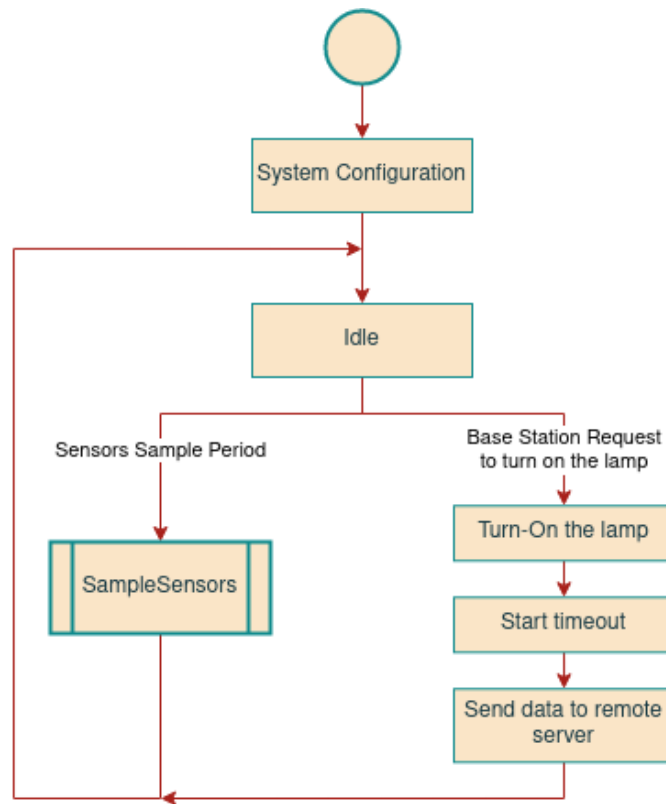 System Configuration
Idle
Sensors Sample Period
Base Station Request
to turn on the lamp
Turn-On the lamp
SampleSensors
Start timeout
Send data to remote
server